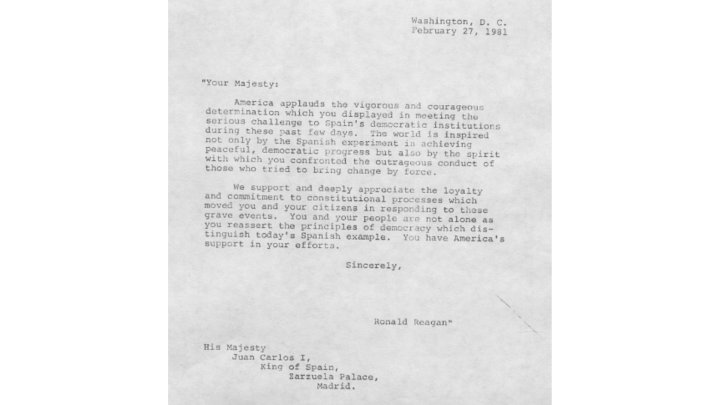 Washington, D. C.
February 27, 1981
"Your Majesty:
America applauds the vigorous and courageous
determination which you displayed in meeting the
serious challenge to Spain's democratic institutions
during these past few days. The world is inspired
not only by the Spanish experiment in achieving
peaceful, democratic progress but also by the spirit
with which you confronted the outrageous conduct of
those who tried to bring change by force.
We support and deeply appreciate the loyalty
and commitment to constitutional processes which
moved you and your citizens in responding to these
grave events. You and your people are not alone as
you reassert the principles of democracy which dis-
tinguish today's Spanish example. You have America's
support in your efforts.
Sincerely,
Ronald Reagan"
His Majesty
Juan Carlos I,
King of Spain,
Zarzuela Palace,
Madrid.